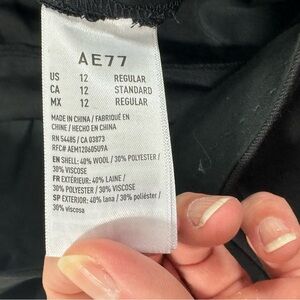 AE77
US 12 REGULAR
CA 12 STANDARD
MX 12 REGULAR
MADE IN CHINA / FABRIQUÉ EN
CHINE / HECHO EN CHINA
RN 54485 / CA 03873
RFC# AEM1206OSU9A
EN SHELL: 40% WOOL / 30% POLYESTER /
30% VISCOSE
FR EXTÉRIEUR: 40% LAINE /
30% POLYESTER / 30% VISCOSE
SP EXTERIOR: 40% lana / 30% poliéster /
30% viscosa